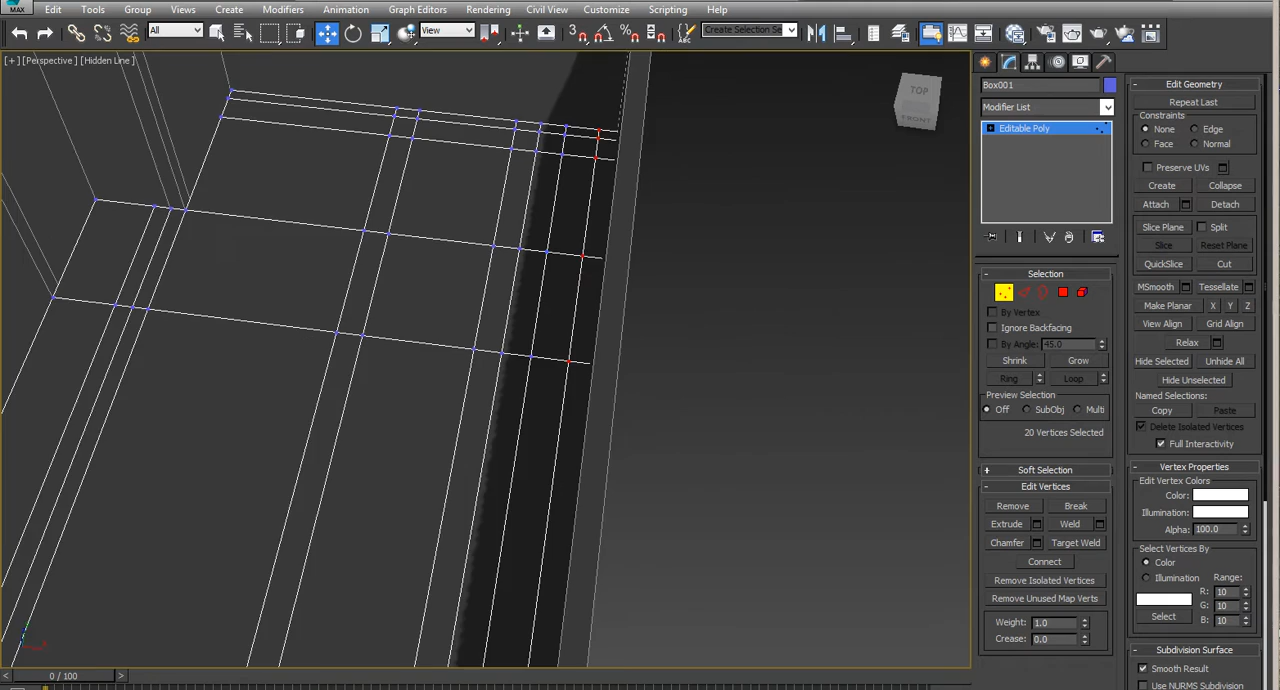 MAX Edit Tools Group Views Create Modifiers Animation Graph Editors Rendering Civil View Customize Scripting Help
All View Create Selection Se
[+] [Perspective] [Hidden Line]
TOP
FRONT
Box001
Modifier List
Editable Poly
Selection
By Vertex
Ignore Backfacing
By Angle: 45.0
Shrink Grow
Ring Loop
Preview Selection
Off SubObj Multi
20 Vertices Selected
Soft Selection
Edit Vertices
Remove Break
Extrude Weld
Chamfer Target Weld
Connect
Remove Isolated Vertices
Remove Unused Map Verts
Weight: 1.0
Crease: 0.0
Edit Geometry
Repeat Last
Constraints
None Edge
Face Normal
Preserve UVs
Create Collapse
Attach Detach
Slice Plane Split
Slice Reset Plane
QuickSlice Cut
MSmooth Tessellate
Make Planar X Y Z
View Align Grid Align
Relax
Hide Selected Unhide All
Hide Unselected
Named Selections:
Copy Paste
Delete Isolated Vertices
Full Interactivity
Vertex Properties
Edit Vertex Colors
Color:
Illumination:
Alpha: 100.0
Select Vertices By
Color
Illumination Range:
R: 10
G: 10
B: 10
Select
Subdivision Surface
Smooth Result
Use NURMS Subdivision
< 0 / 100 >